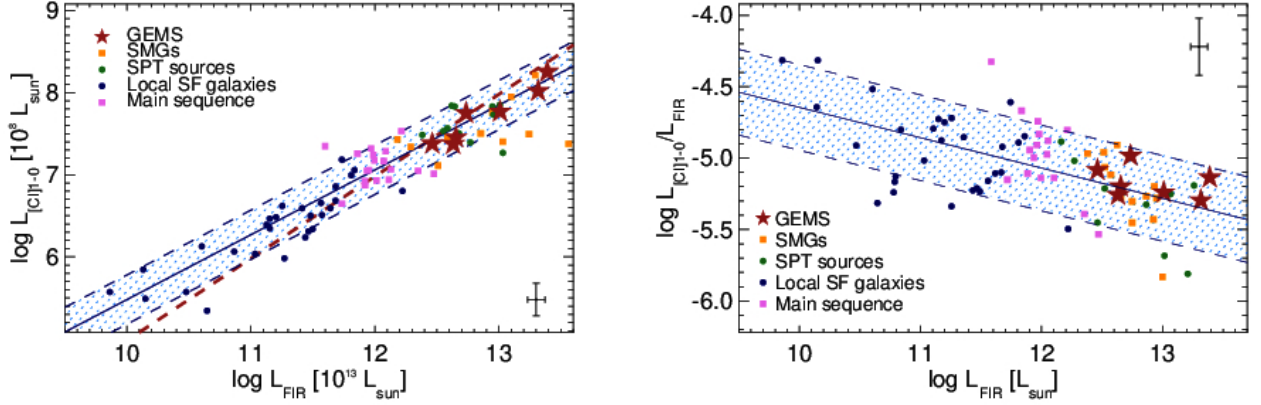 9
8
7
6
10
11
12
13
log L[CI]1-0 [10⁸ Lsun]
log LFIR [10¹³ Lsun]
GEMS
SMGs
SPT sources
Local SF galaxies
Main sequence
-4.0
-4.5
-5.0
-5.5
-6.0
10
11
12
13
log L[CI]1-0/LFIR
log LFIR [Lsun]
GEMS
SMGs
SPT sources
Local SF galaxies
Main sequence